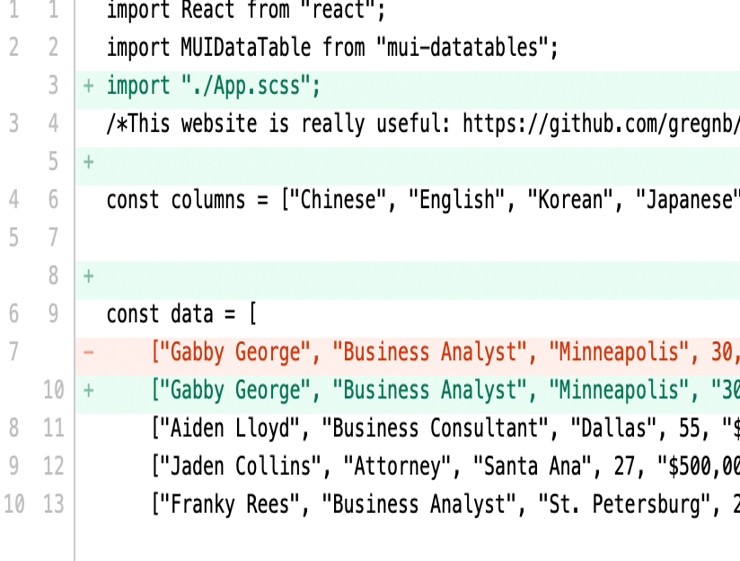 1 1 import React from "react";
2 2 import MUIDataTable from "mui-datatables";
3 + import "./App.scss";
3 4 /*This website is really useful: https://github.com/gregnb/
5 +
4 6 const columns = ["Chinese", "English", "Korean", "Japanese"
5 7
8 +
6 9 const data = [
7 - ["Gabby George", "Business Analyst", "Minneapolis", 30,
10 + ["Gabby George", "Business Analyst", "Minneapolis", "30
8 11 ["Aiden Lloyd", "Business Consultant", "Dallas", 55, "$
9 12 ["Jaden Collins", "Attorney", "Santa Ana", 27, "$500,00
10 13 ["Franky Rees", "Business Analyst", "St. Petersburg", 2